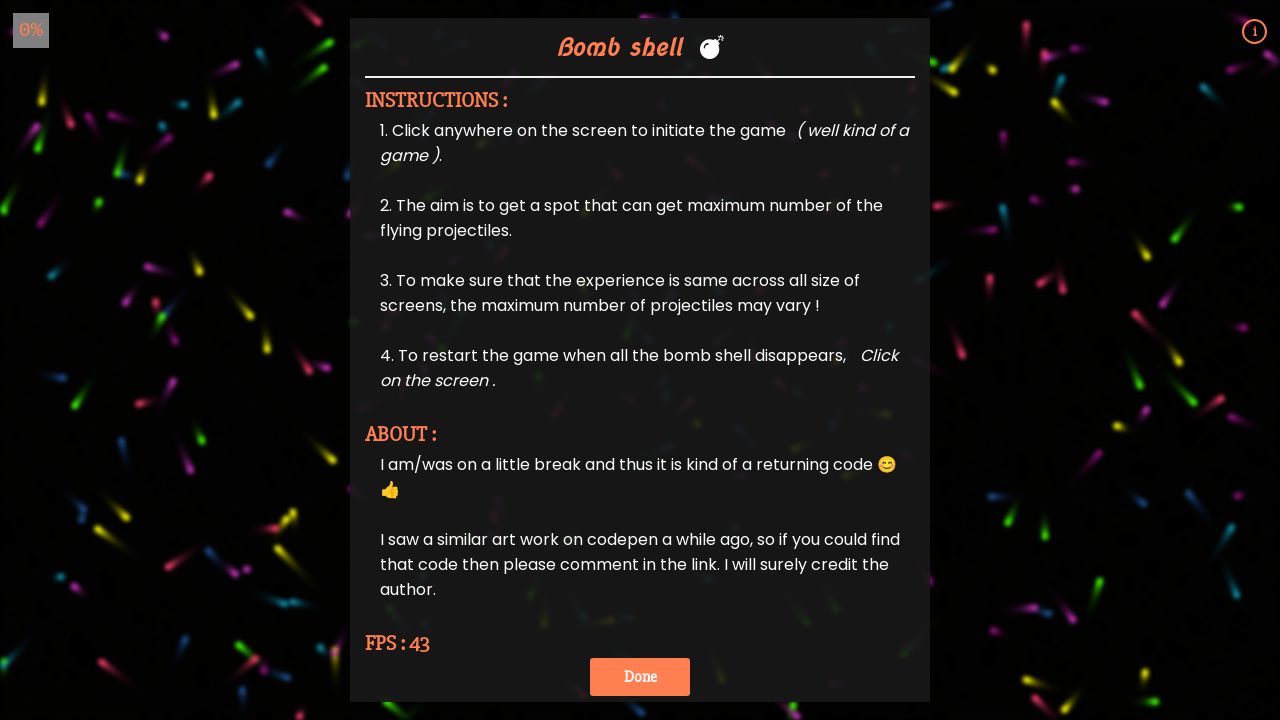 0%
i
Bomb shell 💣
INSTRUCTIONS :
1. Click anywhere on the screen to initiate the game ( well kind of a
game ).
2. The aim is to get a spot that can get maximum number of the
flying projectiles.
3. To make sure that the experience is same across all size of
screens, the maximum number of projectiles may vary !
4. To restart the game when all the bomb shell disappears, Click
on the screen .
ABOUT :
I am/was on a little break and thus it is kind of a returning code 😊
👍
I saw a similar art work on codepen a while ago, so if you could find
that code then please comment in the link. I will surely credit the
author.
FPS : 43
Done